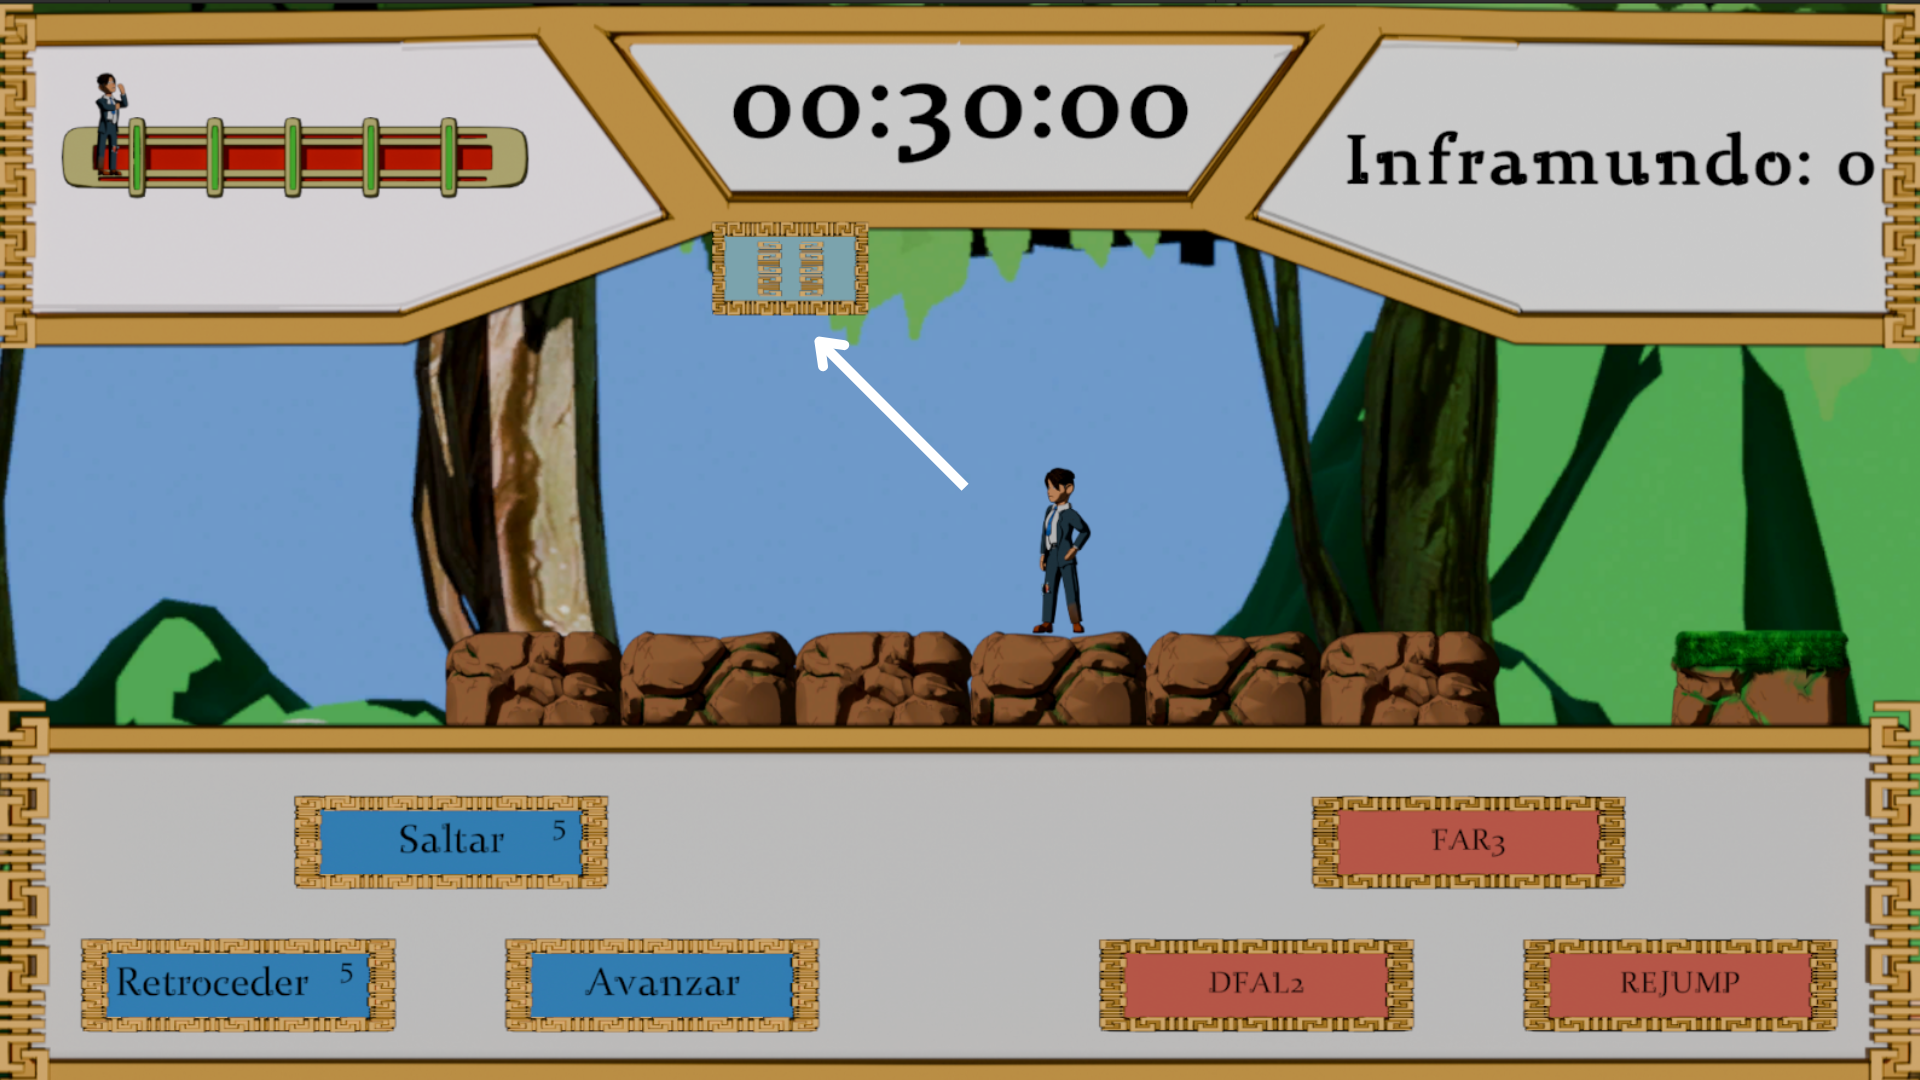 00:30:00
Inframundo: 0
Saltar 5
FAR3
Retroceder 5
Avanzar
DFAL2
REJUMP